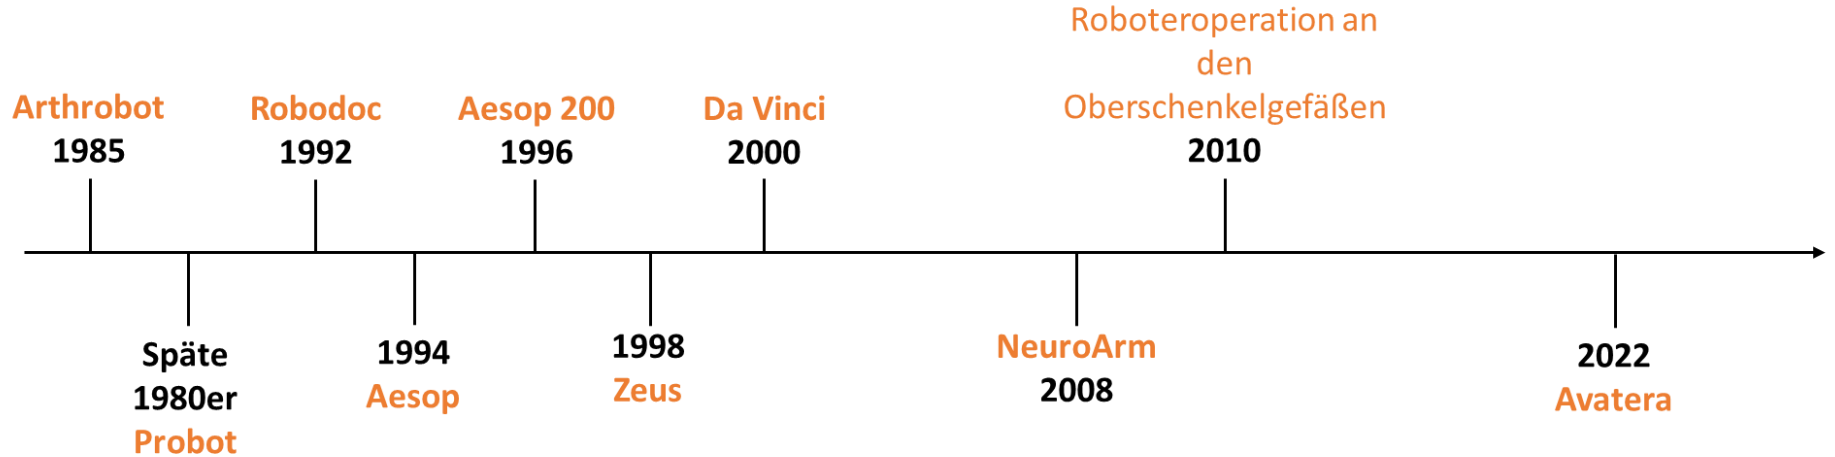 Arthrobot
1985
Späte
1980er
Probot
Robodoc
1992
1994
Aesop
Aesop 200
1996
1998
Zeus
Da Vinci
2000
NeuroArm
2008
Roboteroperation an
den
Oberschenkelgefäßen
2010
2022
Avatera